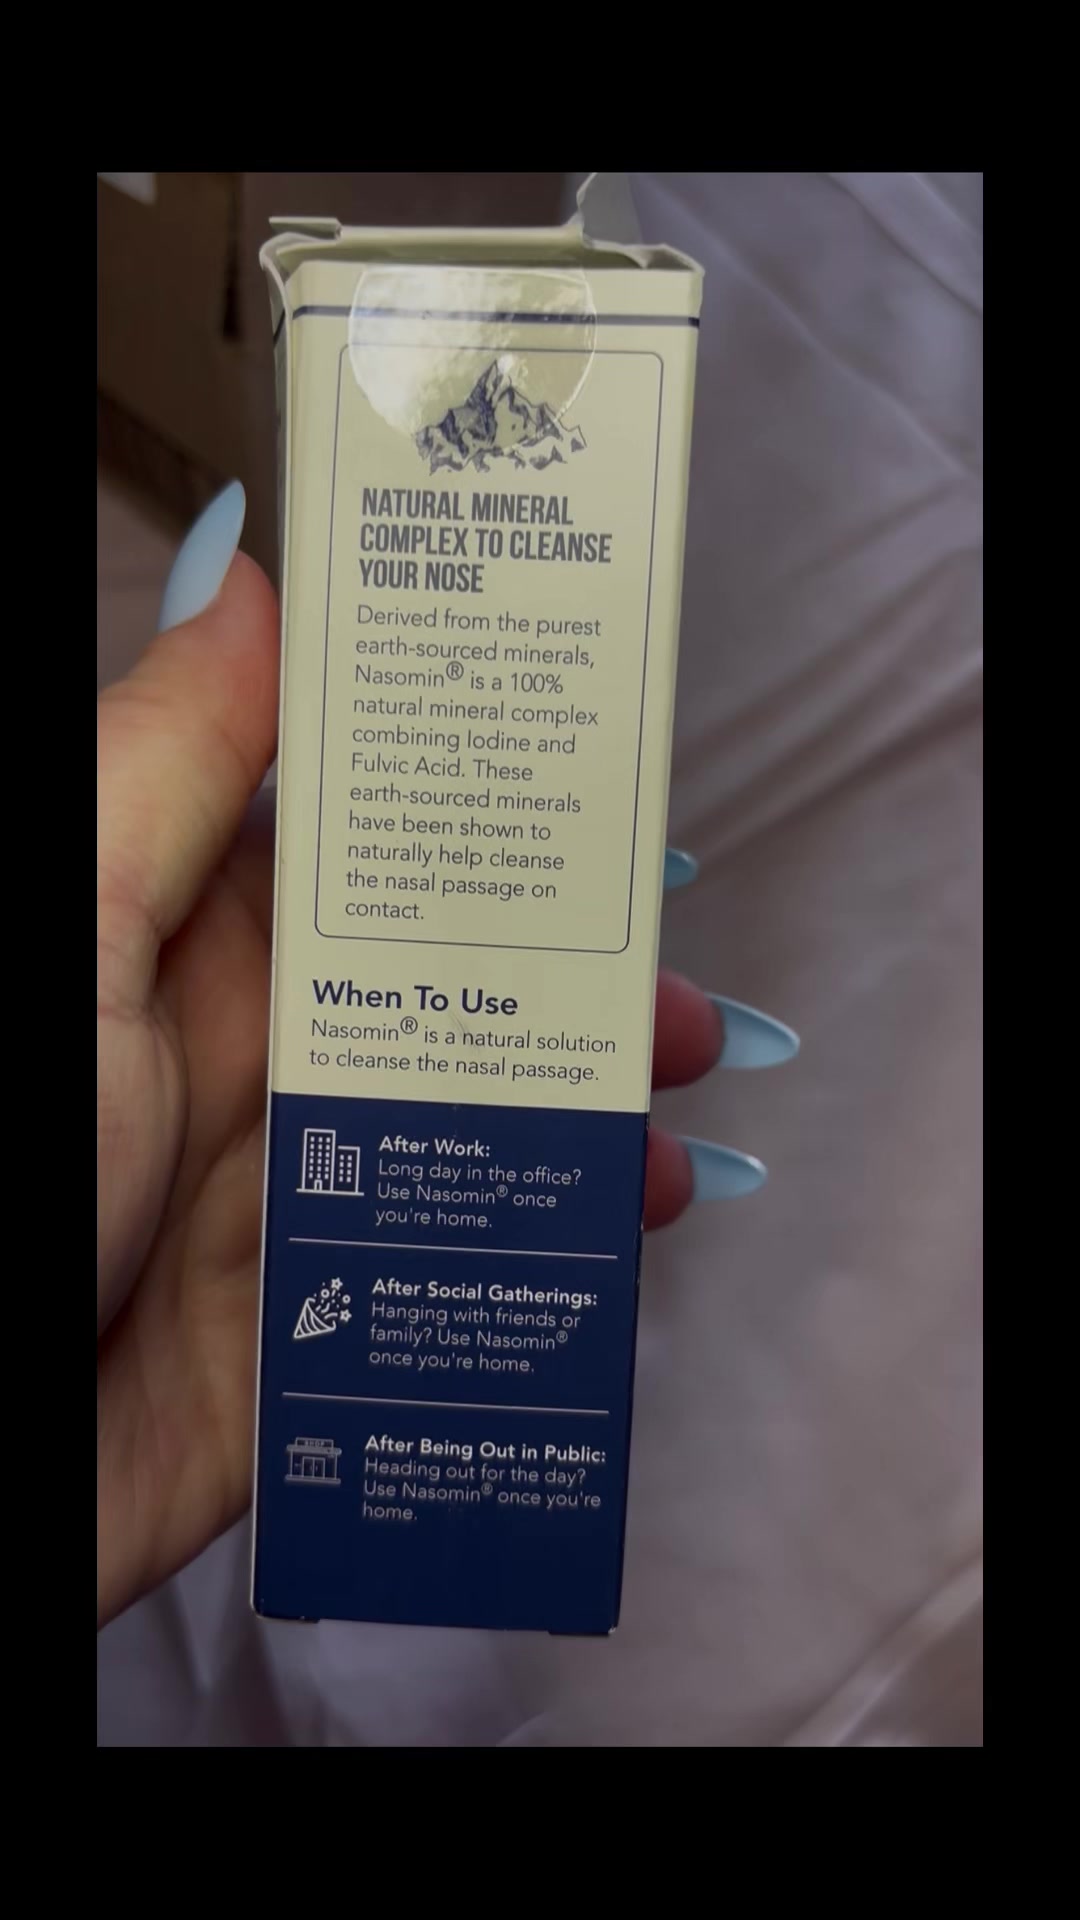 NATURAL MINERAL
COMPLEX TO CLEANSE
YOUR NOSE
Derived from the purest
earth-sourced minerals,
Nasomin® is a 100%
natural mineral complex
combining Iodine and
Fulvic Acid. These
earth-sourced minerals
have been shown to
naturally help cleanse
the nasal passage on
contact.
When To Use
Nasomin® is a natural solution
to cleanse the nasal passage.
After Work:
Long day in the office?
Use Nasomin® once
you're home.
After Social Gatherings:
Hanging with friends or
family? Use Nasomin®
once you're home.
SHOP
After Being Out in Public:
Heading out for the day?
Use Nasomin® once you're
home.